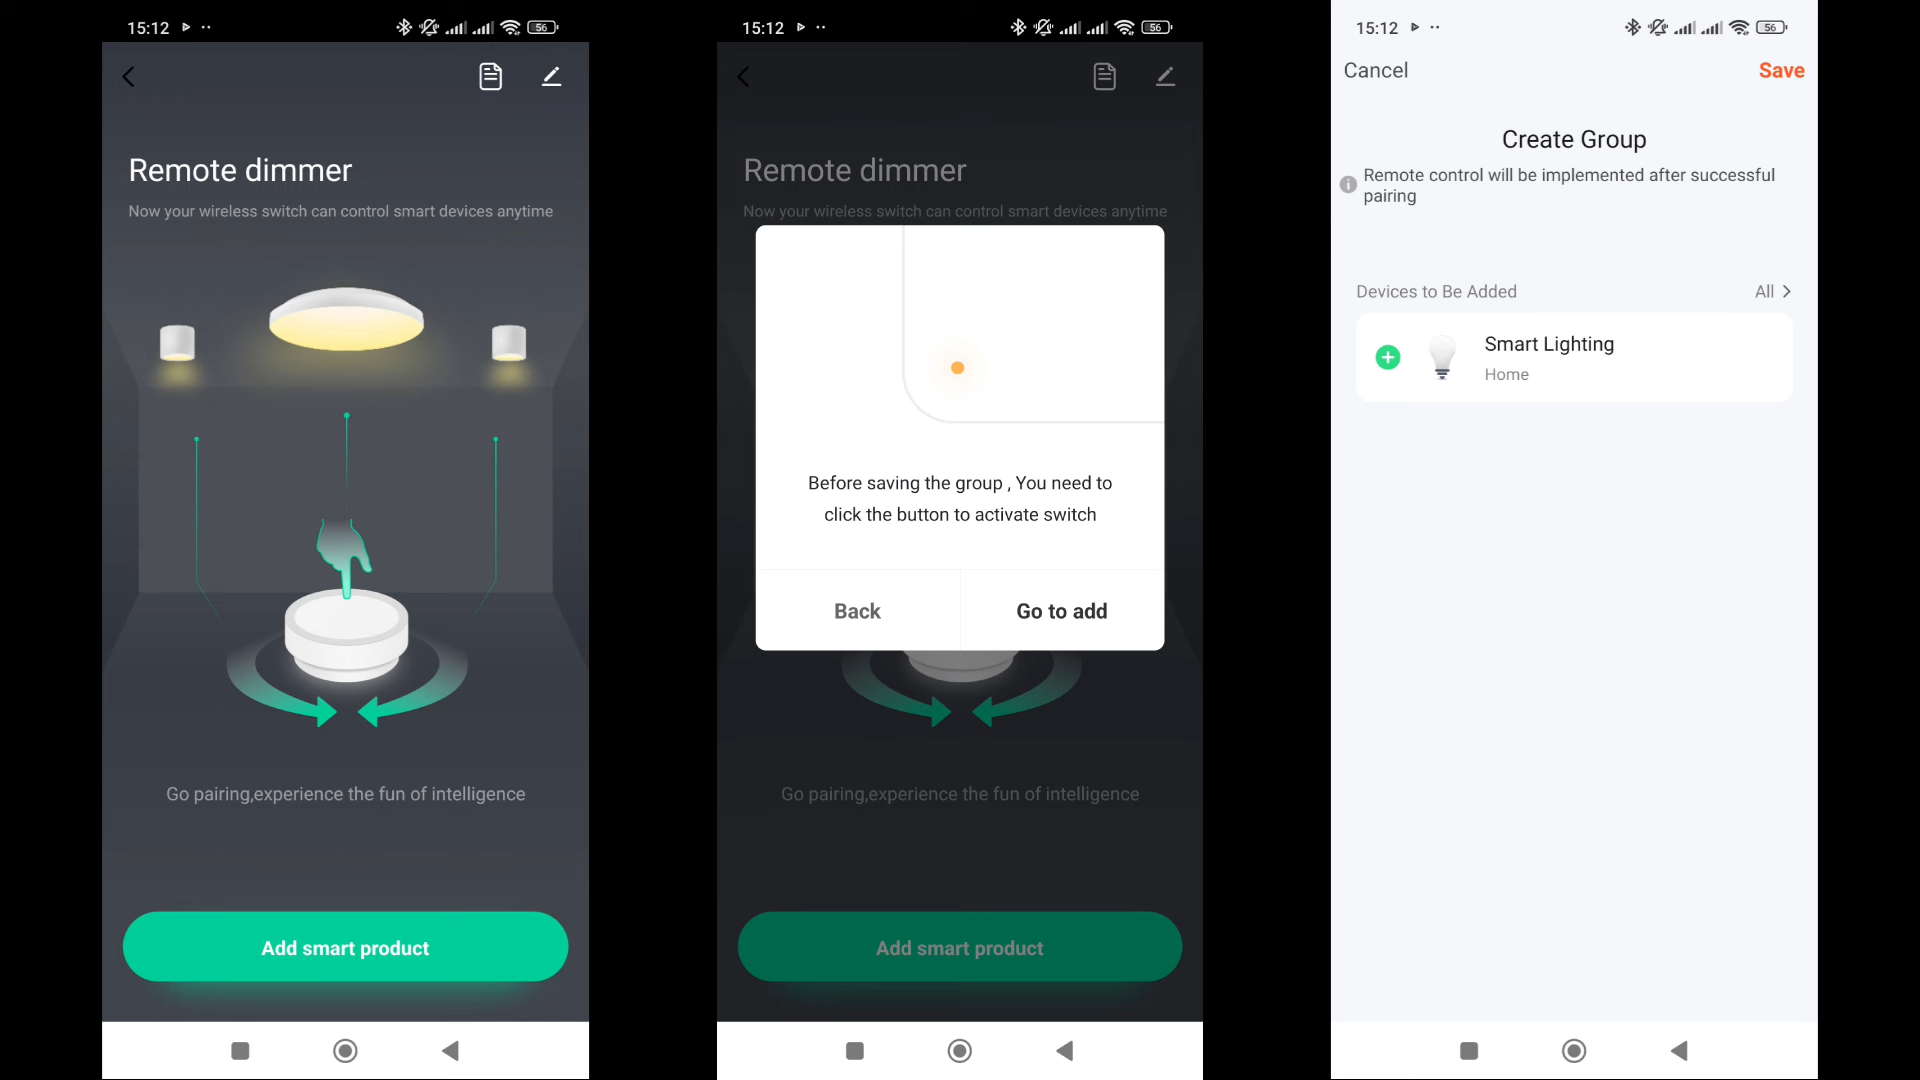 15:12
56
Remote dimmer
Now your wireless switch can control smart devices anytime
Go pairing,experience the fun of intelligence
Add smart product
15:12
56
Remote dimmer
Now your wireless switch can control smart devices anytime
Before saving the group , You need to
click the button to activate switch
Back
Go to add
Go pairing,experience the fun of intelligence
Add smart product
15:12
56
Cancel
Save
Create Group
Remote control will be implemented after successful
pairing
Devices to Be Added
All
Smart Lighting
Home